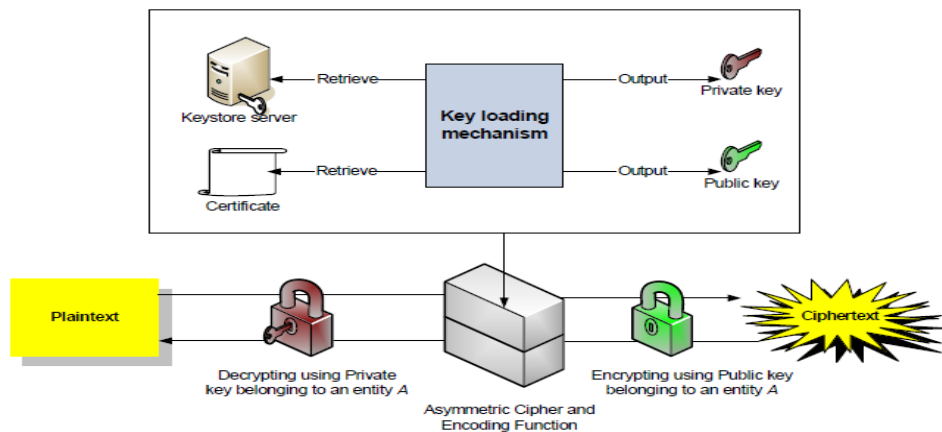 Retrieve
Output
Private key
Keystore server
Key loading
mechanism
Retrieve
Output
Public key
Certificate
Plaintext
Ciphertext
Decrypting using Private
key belonging to an entity A
Encrypting using Public key
belonging to an entity A
Asymmetric Cipher and
Encoding Function